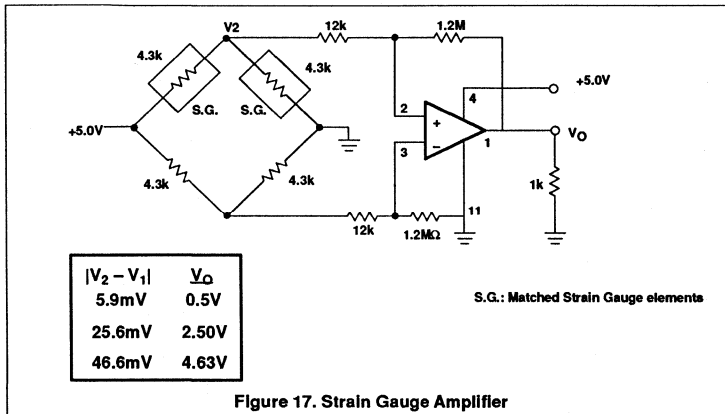 V2
12k
1.2M
4.3k
4.3k
S.G.
S.G.
+5.0V
4
+5.0V
2
+
−
3
1
VO
4.3k
4.3k
1k
11
12k
1.2MΩ
|V2 – V1| VO
5.9mV 0.5V
25.6mV 2.50V
46.6mV 4.63V
S.G.: Matched Strain Gauge elements
Figure 17. Strain Gauge Amplifier